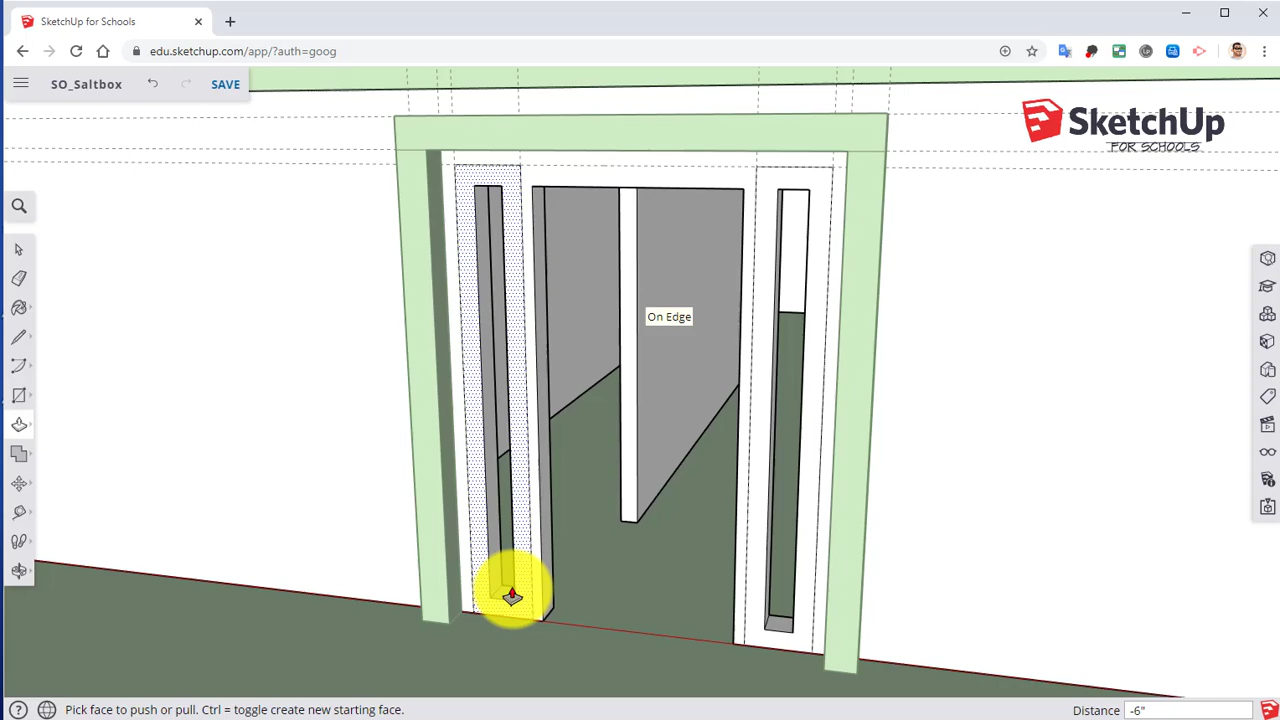 SketchUp for Schools
edu.sketchup.com/app/?auth=goog
SO_Saltbox
SAVE
SketchUp
FOR SCHOOLS
On Edge
Pick face to push or pull. Ctrl = toggle create new starting face.
Distance
-6"